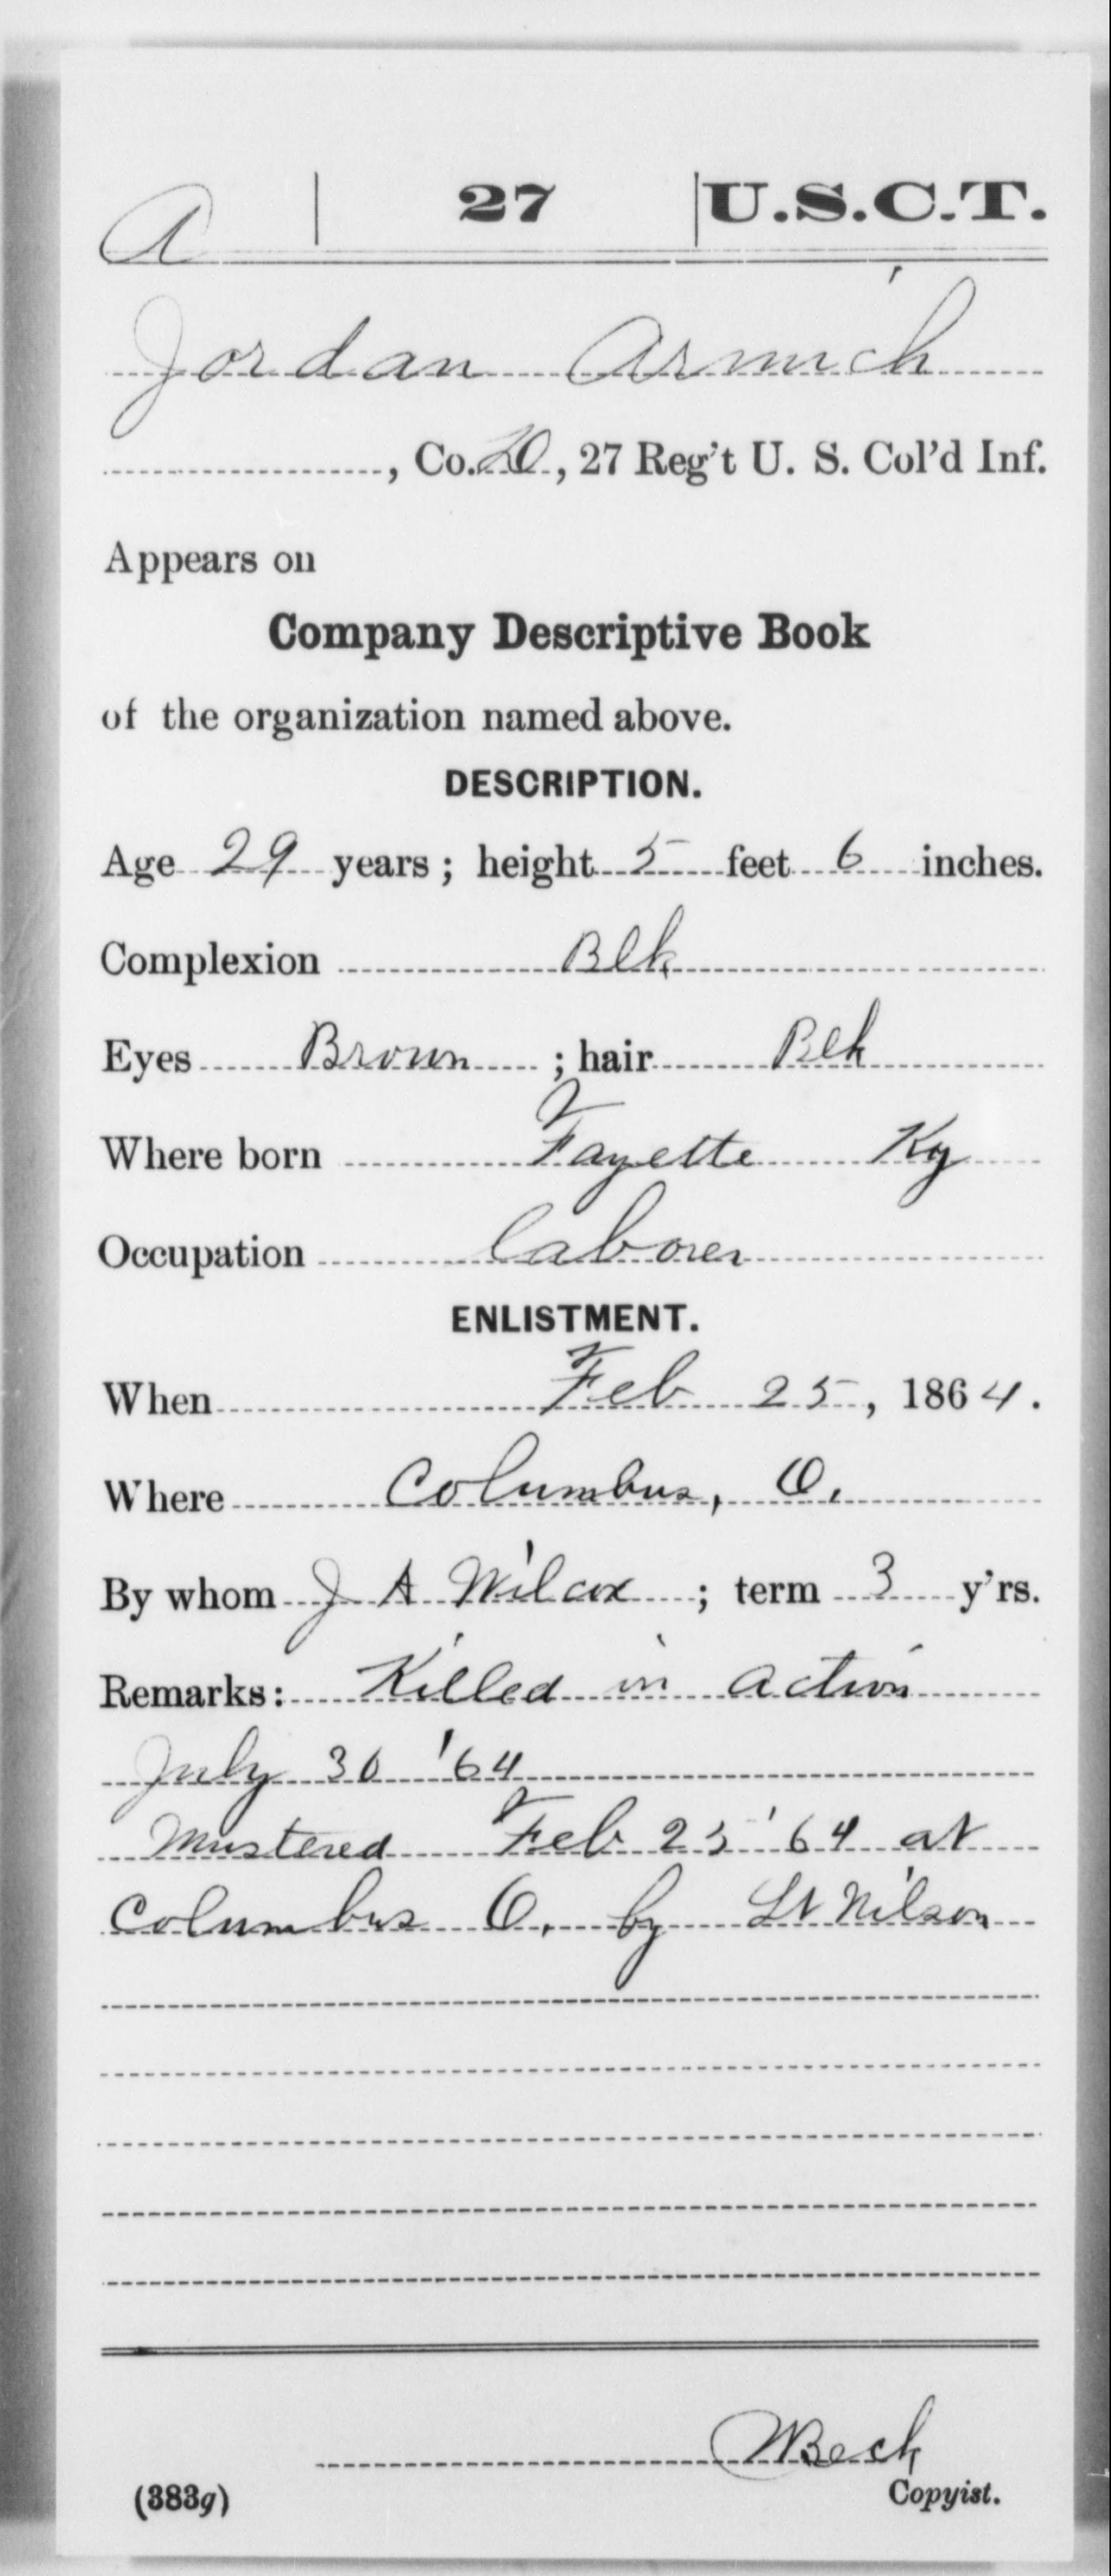 A | 27 | U.S.C.T.
Jordan Armich
, Co. D, 27 Reg't U. S. Col'd Inf.
Appears on
Company Descriptive Book
of the organization named above.
DESCRIPTION.
Age 29 years; height 5 feet 6 inches.
Complexion Blk
Eyes Brown ; hair Blk
Where born Fayette Ky
Occupation laborer
ENLISTMENT.
When Feb 25, 1864.
Where Columbus, O.
By whom J A Wilcox ; term 3 y'rs.
Remarks: Killed in action
July 30 '64
Mustered Feb 25 '64 at
Columbus O. by Lt Nilson
WBeck
(383g) Copyist.